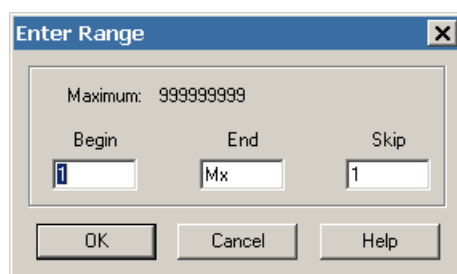 Enter Range
Maximum: 999999999
Begin End Skip
1 Mx 1
OK Cancel Help